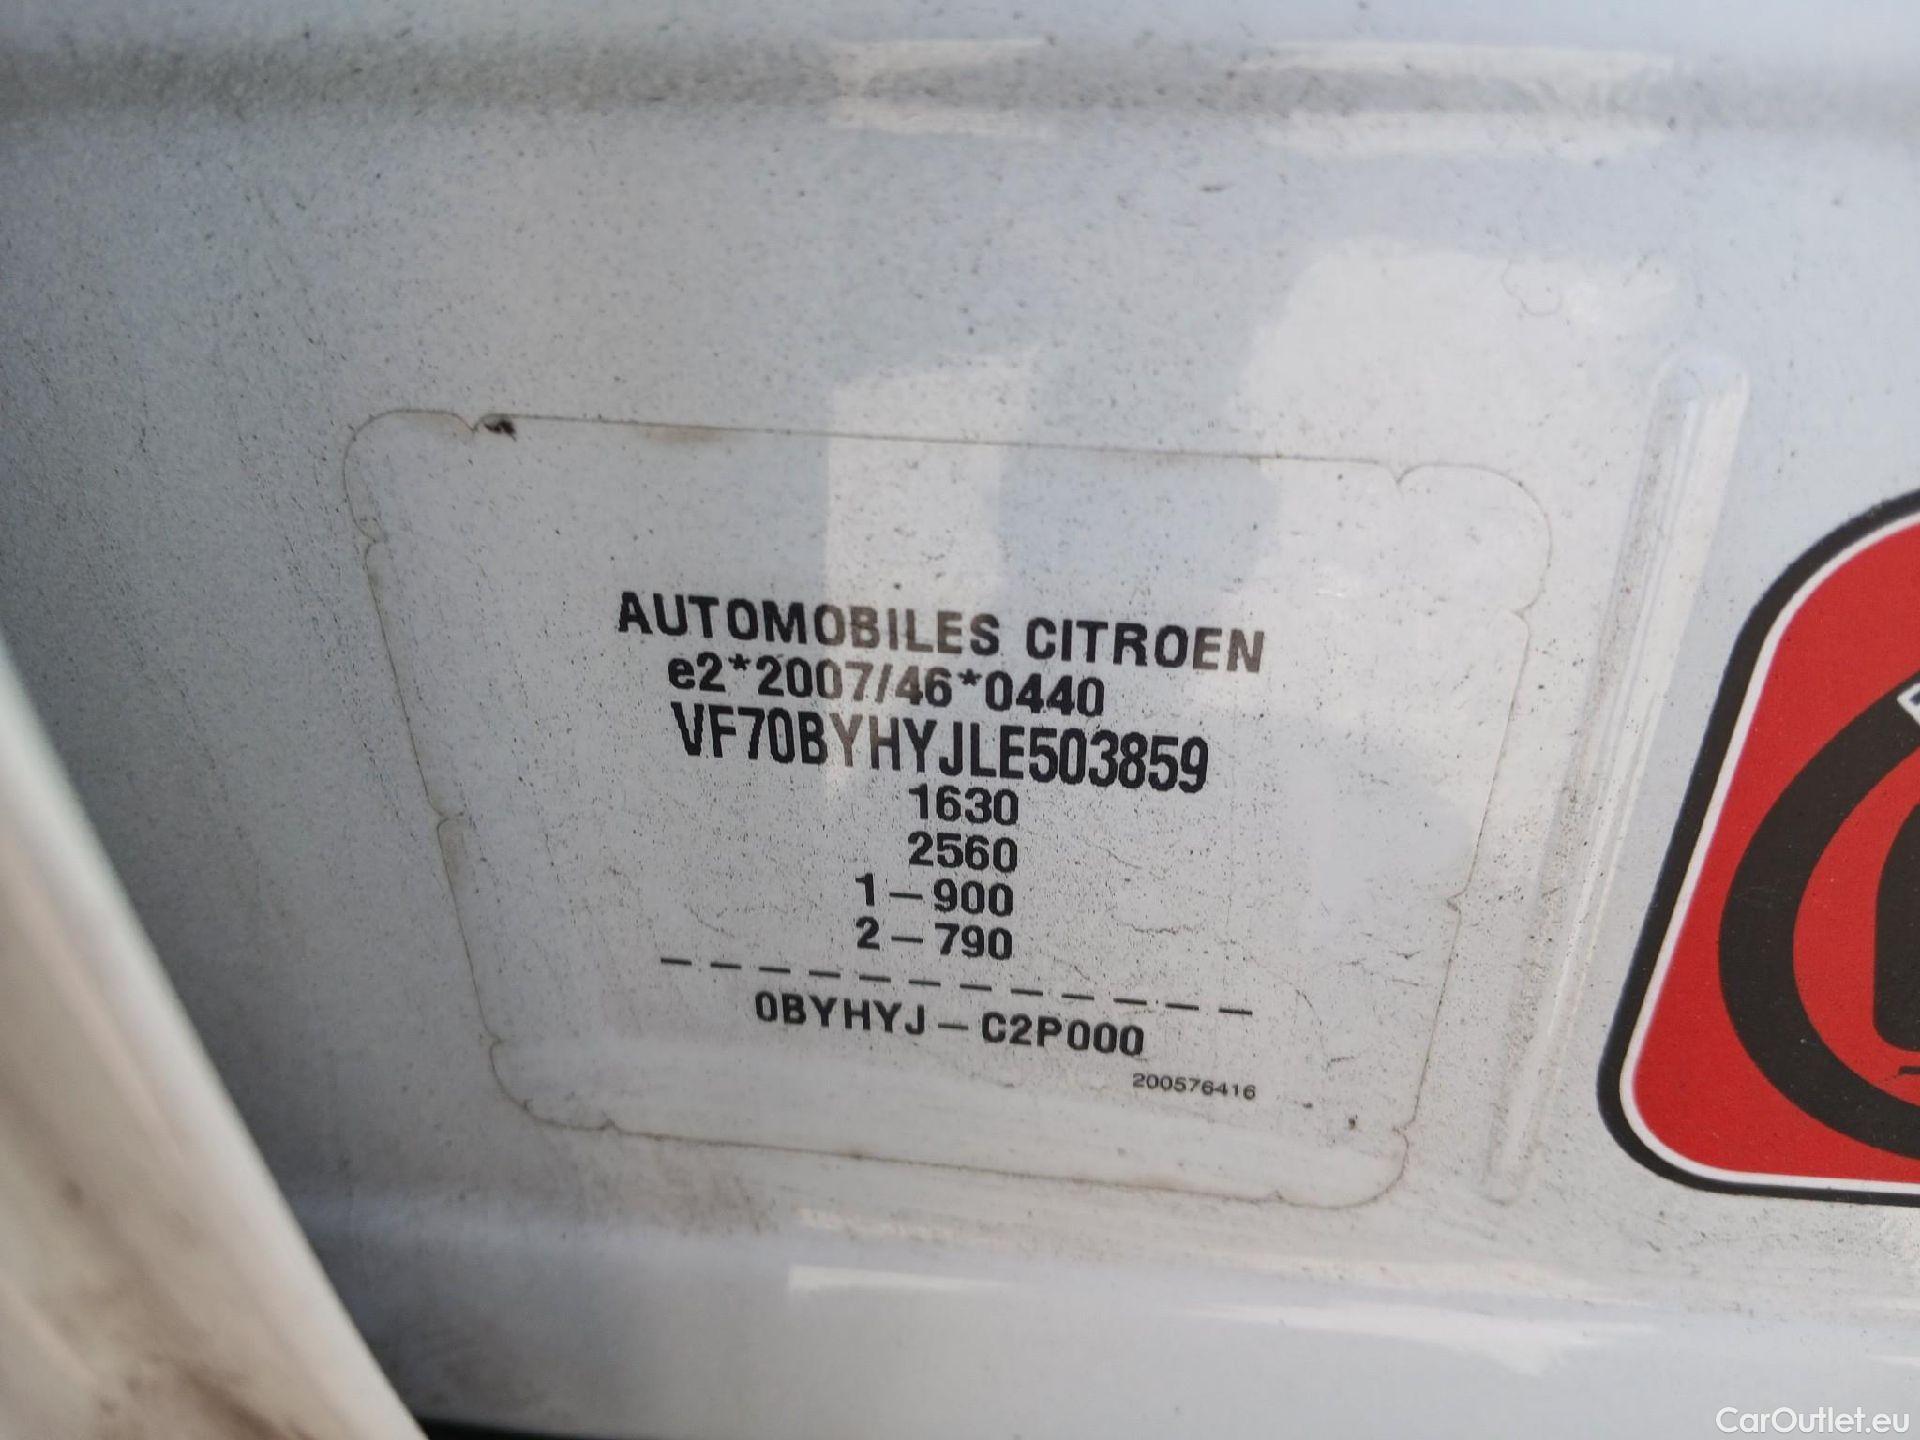 AUTOMOBILES CITROEN
e2*2007/46*0440
VF70BYHYJLE503859
1630
2560
1-900
2-790
0BYHYJ-C2P000
200576416
CarOutlet.eu